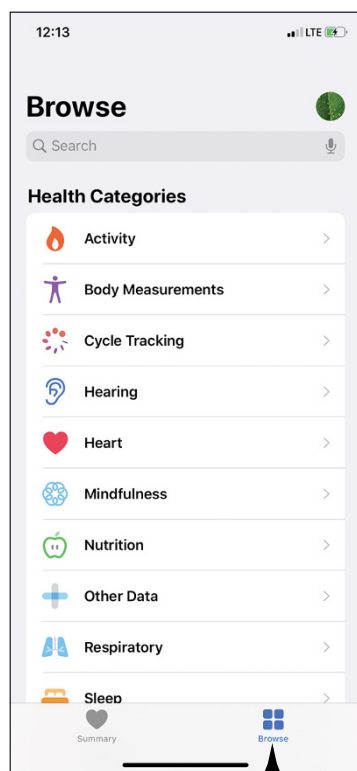 12:13
LTE
Browse
Search
Health Categories
Activity
Body Measurements
Cycle Tracking
Hearing
Heart
Mindfulness
Nutrition
Other Data
Respiratory
Sleep
Summary
Browse